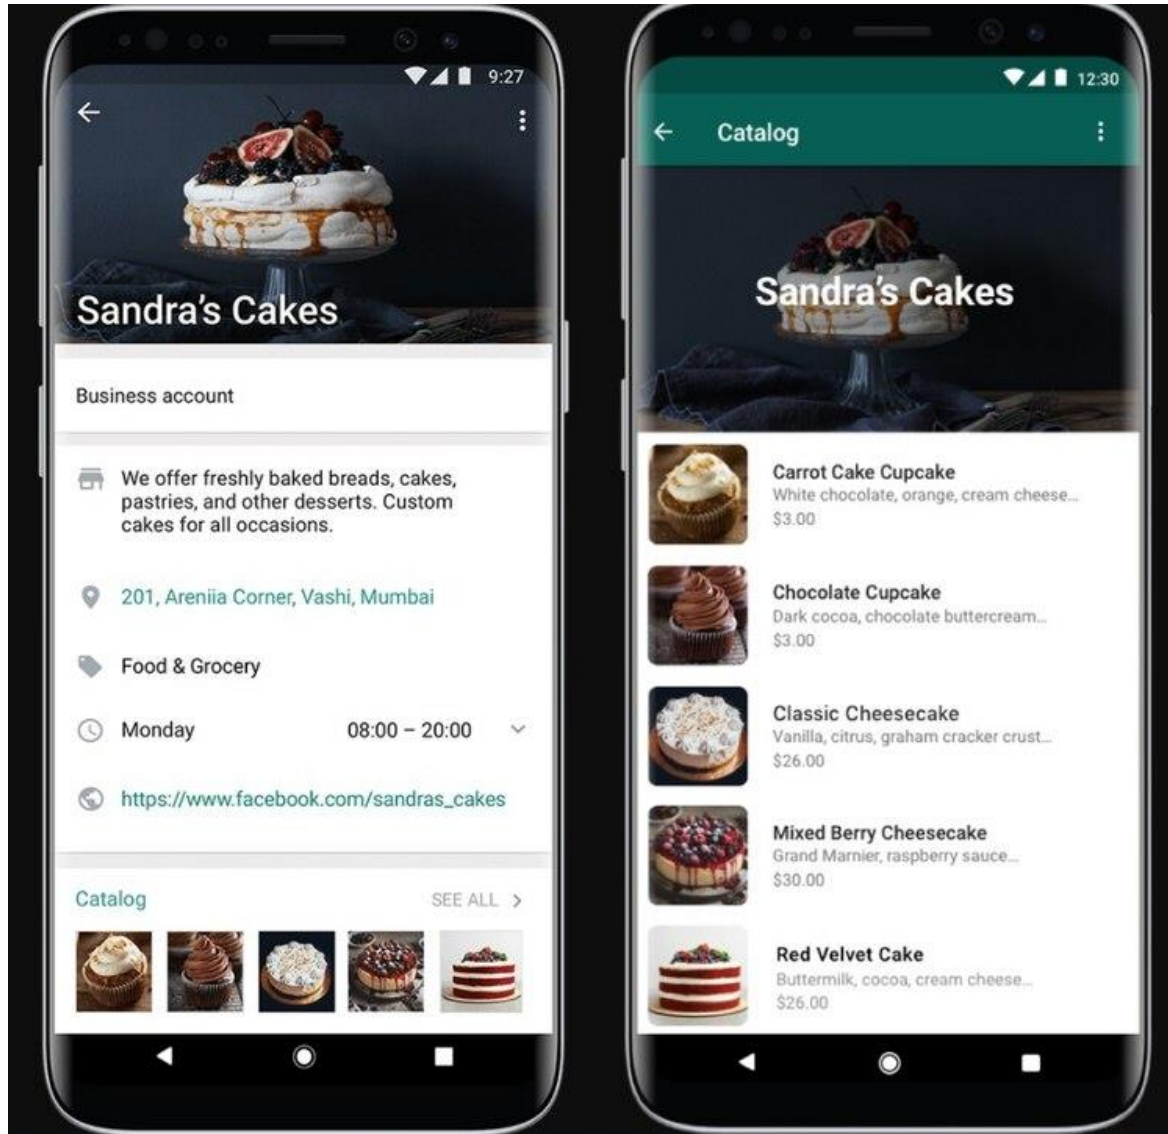 9:27
Sandra's Cakes
Business account
We offer freshly baked breads, cakes,
pastries, and other desserts. Custom
cakes for all occasions.
201, Areniia Corner, Vashi, Mumbai
Food & Grocery
Monday 08:00 – 20:00
https://www.facebook.com/sandras_cakes
Catalog SEE ALL
12:30
Catalog
Sandra's Cakes
Carrot Cake Cupcake
White chocolate, orange, cream cheese...
$3.00
Chocolate Cupcake
Dark cocoa, chocolate buttercream...
$3.00
Classic Cheesecake
Vanilla, citrus, graham cracker crust...
$26.00
Mixed Berry Cheesecake
Grand Marnier, raspberry sauce...
$30.00
Red Velvet Cake
Buttermilk, cocoa, cream cheese...
$26.00